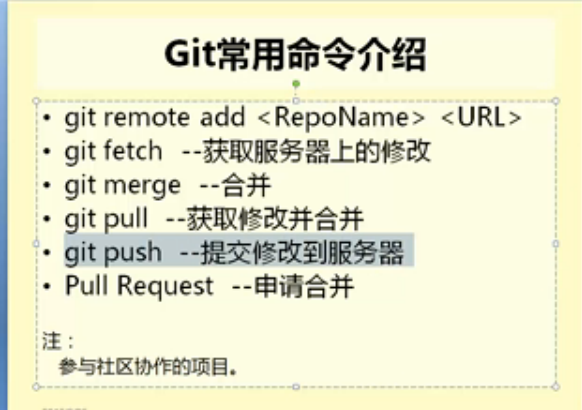 Git常用命令介绍
• git remote add <RepoName> <URL>
• git fetch --获取服务器上的修改
• git merge --合并
• git pull --获取修改并合并
• git push --提交修改到服务器
• Pull Request --申请合并
注：
参与社区协作的项目。